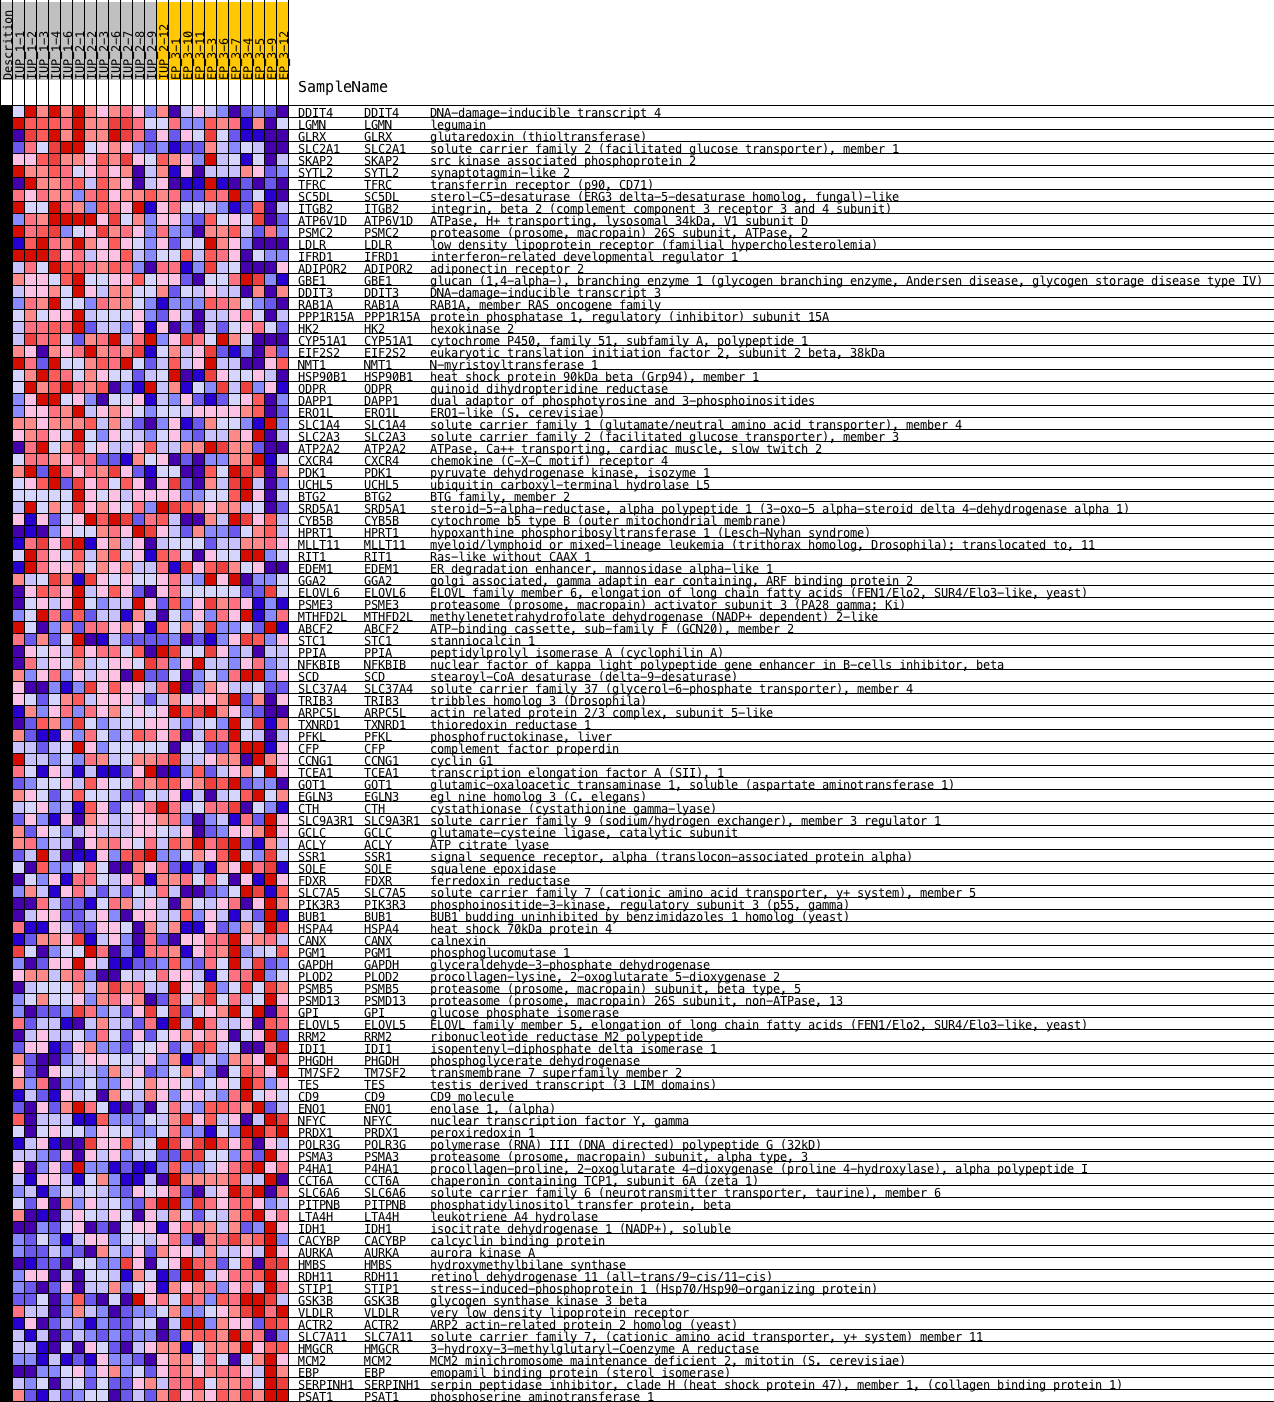 Descrition
IUP_1-1
IUP_1-2
IUP_1-3
IUP_1-4
IUP_1-6
IUP_2-1
IUP_2-2
IUP_2-3
IUP_2-7
IUP_2-8
IUP_2-9
IUP_2-12
EP_3-1
EP_3-10
EP_3-11
EP_3-3
EP_3-6
EP_3-7
EP_3-4
EP_3-5
EP_3-9
EP_3-12
SampleName
DDIT4 DDIT4 DNA-damage-inducible transcript 4
LGMN LGMN legumain
GLRX GLRX glutaredoxin (thioltransferase)
SLC2A1 SLC2A1 solute carrier family 2 (facilitated glucose transporter), member 1
SKAP2 SKAP2 src kinase associated phosphoprotein 2
SYTL2 SYTL2 synaptotagmin-like 2
TFRC TFRC transferrin receptor (p90, CD71)
SC5DL SC5DL sterol-C5-desaturase (ERG3 delta-5-desaturase homolog, fungal)-like
ITGB2 ITGB2 integrin, beta 2 (complement component 3 receptor 3 and 4 subunit)
ATP6V1D ATP6V1D ATPase, H+ transporting, lysosomal 34kDa, V1 subunit D
PSMC2 PSMC2 proteasome (prosome, macropain) 26S subunit, ATPase, 2
LDLR LDLR low density lipoprotein receptor (familial hypercholesterolemia)
IFRD1 IFRD1 interferon-related developmental regulator 1
ADIPOR2 ADIPOR2 adiponectin receptor 2
GBE1 GBE1 glucan (1,4-alpha-), branching enzyme 1 (glycogen branching enzyme, Andersen disease, glycogen storage disease type IV)
DDIT3 DDIT3 DNA-damage-inducible transcript 3
RAB1A RAB1A RAB1A, member RAS oncogene family
PPP1R15A PPP1R15A protein phosphatase 1, regulatory (inhibitor) subunit 15A
HK2 HK2 hexokinase 2
CYP51A1 CYP51A1 cytochrome P450, family 51, subfamily A, polypeptide 1
EIF2S2 EIF2S2 eukaryotic translation initiation factor 2, subunit 2 beta, 38kDa
NMT1 NMT1 N-myristoyltransferase 1
HSP90B1 HSP90B1 heat shock protein 90kDa beta (Grp94), member 1
QDPR QDPR quinoid dihydropteridine reductase
DAPP1 DAPP1 dual adaptor of phosphotyrosine and 3-phosphoinositides
ERO1L ERO1L ERO1-like (S. cerevisiae)
SLC1A4 SLC1A4 solute carrier family 1 (glutamate/neutral amino acid transporter), member 4
SLC2A3 SLC2A3 solute carrier family 2 (facilitated glucose transporter), member 3
ATP2A2 ATP2A2 ATPase, Ca++ transporting, cardiac muscle, slow twitch 2
CXCR4 CXCR4 chemokine (C-X-C motif) receptor 4
PDK1 PDK1 pyruvate dehydrogenase kinase, isozyme 1
UCHL5 UCHL5 ubiquitin carboxyl-terminal hydrolase L5
BTG2 BTG2 BTG family, member 2
SRD5A1 SRD5A1 steroid-5-alpha-reductase, alpha polypeptide 1 (3-oxo-5 alpha-steroid delta 4-dehydrogenase alpha 1)
CYB5B CYB5B cytochrome b5 type B (outer mitochondrial membrane)
HPRT1 HPRT1 hypoxanthine phosphoribosyltransferase 1 (Lesch-Nyhan syndrome)
MLLT11 MLLT11 myeloid/lymphoid or mixed-lineage leukemia (trithorax homolog, Drosophila); translocated to, 11
RIT1 RIT1 Ras-like without CAAX 1
EDEM1 EDEM1 ER degradation enhancer, mannosidase alpha-like 1
GGA2 GGA2 golgi associated, gamma adaptin ear containing, ARF binding protein 2
ELOVL6 ELOVL6 ELOVL family member 6, elongation of long chain fatty acids (FEN1/Elo2, SUR4/Elo3-like, yeast)
PSME3 PSME3 proteasome (prosome, macropain) activator subunit 3 (PA28 gamma; Ki)
MTHFD2L MTHFD2L methylenetetrahydrofolate dehydrogenase (NADP+ dependent) 2-like
ABCF2 ABCF2 ATP-binding cassette, sub-family F (GCN20), member 2
STC1 STC1 stanniocalcin 1
PPIA PPIA peptidylprolyl isomerase A (cyclophilin A)
NFKBIB NFKBIB nuclear factor of kappa light polypeptide gene enhancer in B-cells inhibitor, beta
SCD SCD stearoyl-CoA desaturase (delta-9-desaturase)
SLC37A4 SLC37A4 solute carrier family 37 (glycerol-6-phosphate transporter), member 4
TRIB3 TRIB3 tribbles homolog 3 (Drosophila)
ARPC5L ARPC5L actin related protein 2/3 complex, subunit 5-like
TXNRD1 TXNRD1 thioredoxin reductase 1
PFKL PFKL phosphofructokinase, liver
CFP CFP complement factor properdin
CCNG1 CCNG1 cyclin G1
TCEA1 TCEA1 transcription elongation factor A (SII), 1
GOT1 GOT1 glutamic-oxaloacetic transaminase 1, soluble (aspartate aminotransferase 1)
EGLN3 EGLN3 egl nine homolog 3 (C. elegans)
CTH CTH cystathionase (cystathionine gamma-lyase)
SLC9A3R1 SLC9A3R1 solute carrier family 9 (sodium/hydrogen exchanger), member 3 regulator 1
GCLC GCLC glutamate-cysteine ligase, catalytic subunit
ACLY ACLY ATP citrate lyase
SSR1 SSR1 signal sequence receptor, alpha (translocon-associated protein alpha)
SQLE SQLE squalene epoxidase
FDXR FDXR ferredoxin reductase
SLC7A5 SLC7A5 solute carrier family 7 (cationic amino acid transporter, y+ system), member 5
PIK3R3 PIK3R3 phosphoinositide-3-kinase, regulatory subunit 3 (p55, gamma)
BUB1 BUB1 BUB1 budding uninhibited by benzimidazoles 1 homolog (yeast)
HSPA4 HSPA4 heat shock 70kDa protein 4
CANX CANX calnexin
PGM1 PGM1 phosphoglucomutase 1
GAPDH GAPDH glyceraldehyde-3-phosphate dehydrogenase
PLOD2 PLOD2 procollagen-lysine, 2-oxoglutarate 5-dioxygenase 2
PSMB5 PSMB5 proteasome (prosome, macropain) subunit, beta type, 5
PSMD13 PSMD13 proteasome (prosome, macropain) 26S subunit, non-ATPase, 13
GPI GPI glucose phosphate isomerase
ELOVL5 ELOVL5 ELOVL family member 5, elongation of long chain fatty acids (FEN1/Elo2, SUR4/Elo3-like, yeast)
RRM2 RRM2 ribonucleotide reductase M2 polypeptide
IDI1 IDI1 isopentenyl-diphosphate delta isomerase 1
PHGDH PHGDH phosphoglycerate dehydrogenase
TM7SF2 TM7SF2 transmembrane 7 superfamily member 2
TES TES testis derived transcript (3 LIM domains)
CD9 CD9 CD9 molecule
ENO1 ENO1 enolase 1, (alpha)
NFYC NFYC nuclear transcription factor Y, gamma
PRDX1 PRDX1 peroxiredoxin 1
POLR3G POLR3G polymerase (RNA) III (DNA directed) polypeptide G (32kD)
PSMA3 PSMA3 proteasome (prosome, macropain) subunit, alpha type, 3
P4HA1 P4HA1 procollagen-proline, 2-oxoglutarate 4-dioxygenase (proline 4-hydroxylase), alpha polypeptide I
CCT6A CCT6A chaperonin containing TCP1, subunit 6A (zeta 1)
SLC6A6 SLC6A6 solute carrier family 6 (neurotransmitter transporter, taurine), member 6
PITPNB PITPNB phosphatidylinositol transfer protein, beta
LTA4H LTA4H leukotriene A4 hydrolase
IDH1 IDH1 isocitrate dehydrogenase 1 (NADP+), soluble
CACYBP CACYBP calcyclin binding protein
AURKA AURKA aurora kinase A
HMBS HMBS hydroxymethylbilane synthase
RDH11 RDH11 retinol dehydrogenase 11 (all-trans/9-cis/11-cis)
STIP1 STIP1 stress-induced-phosphoprotein 1 (Hsp70/Hsp90-organizing protein)
GSK3B GSK3B glycogen synthase kinase 3 beta
VLDLR VLDLR very low density lipoprotein receptor
ACTR2 ACTR2 ARP2 actin-related protein 2 homolog (yeast)
SLC7A11 SLC7A11 solute carrier family 7, (cationic amino acid transporter, y+ system) member 11
HMGCR HMGCR 3-hydroxy-3-methylglutaryl-Coenzyme A reductase
MCM2 MCM2 MCM2 minichromosome maintenance deficient 2, mitotin (S. cerevisiae)
EBP EBP emopamil binding protein (sterol isomerase)
SERPINH1 SERPINH1 serpin peptidase inhibitor, clade H (heat shock protein 47), member 1, (collagen binding protein 1)
PSAT1 PSAT1 phosphoserine aminotransferase 1